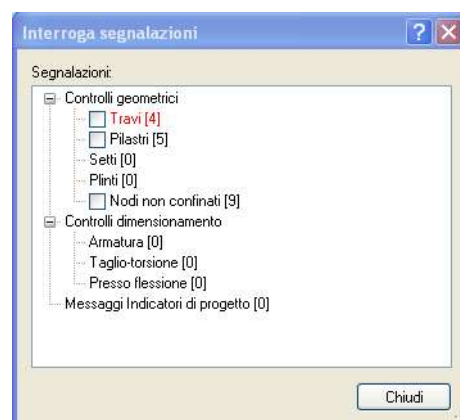 Interroga segnalazioni
Segnalazioni:
Controlli geometrici
Travi [4]
Pilastri [5]
Setti [0]
Plinti [0]
Nodi non confinati [9]
Controlli dimensionamento
Armatura [0]
Taglio-torsione [0]
Presso flessione [0]
Messaggi Indicatori di progetto [0]
Chiudi